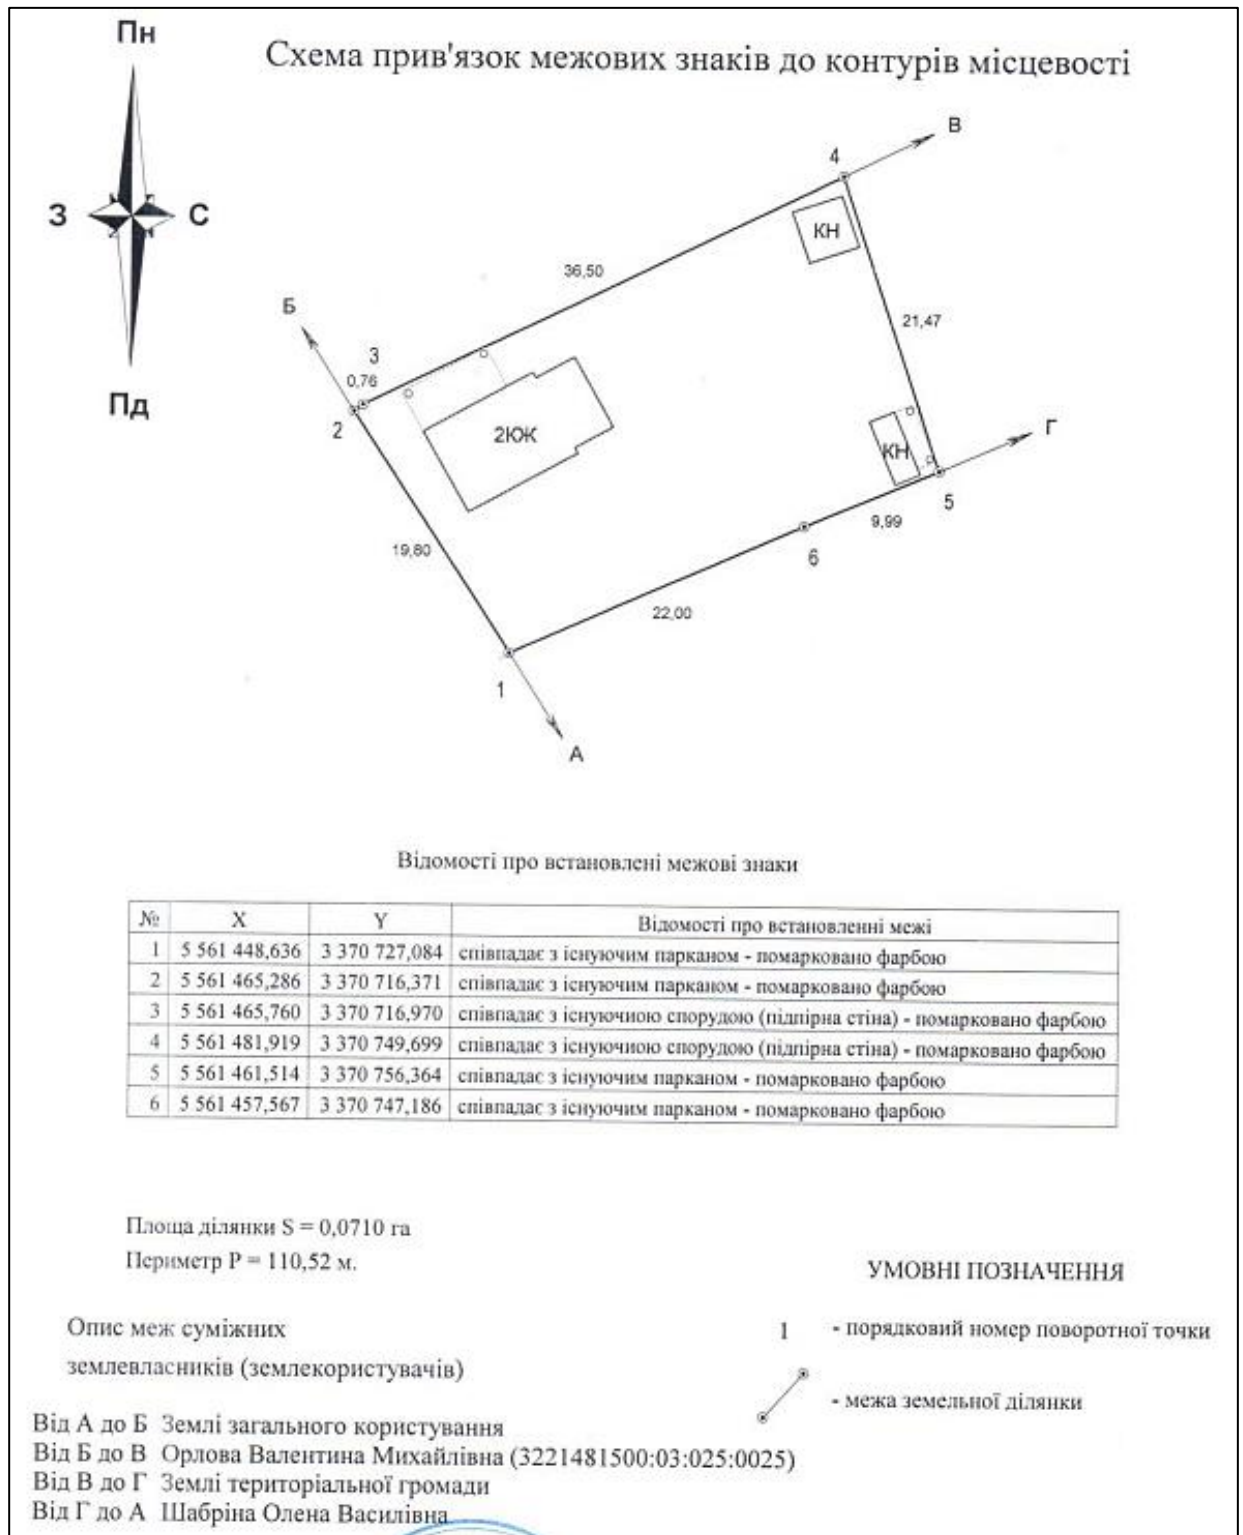 Пн
Схема прив'язок межових знаків до контурів місцевості
З
С
Пд
В
4
КН
36,50
Б
21,47
3
0,76
2
2КЖ
КН
Г
5
9,99
6
19,80
22,00
1
А
Відомості про встановлені межові знаки
№ X Y Відомості про встановленні межі
1 5 561 448,636 3 370 727,084 співпадає з існуючим парканом - помарковано фарбою
2 5 561 465,286 3 370 716,371 співпадає з існуючим парканом - помарковано фарбою
3 5 561 465,760 3 370 716,970 співпадає з існуючиою спорудою (підпірна стіна) - помарковано фарбою
4 5 561 481,919 3 370 749,699 співпадає з існуючиою спорудою (підпірна стіна) - помарковано фарбою
5 5 561 461,514 3 370 756,364 співпадає з існуючим парканом - помарковано фарбою
6 5 561 457,567 3 370 747,186 співпадає з існуючим парканом - помарковано фарбою
Площа ділянки S = 0,0710 га
Периметр P = 110,52 м.
УМОВНІ ПОЗНАЧЕННЯ
Опис меж суміжних
землевласників (землекористувачів)
1 - порядковий номер поворотної точки
- межа земельної ділянки
Від А до Б Землі загального користування
Від Б до В Орлова Валентина Михайлівна (3221481500:03:025:0025)
Від В до Г Землі територіальної громади
Від Г до А Шабріна Олена Василівна